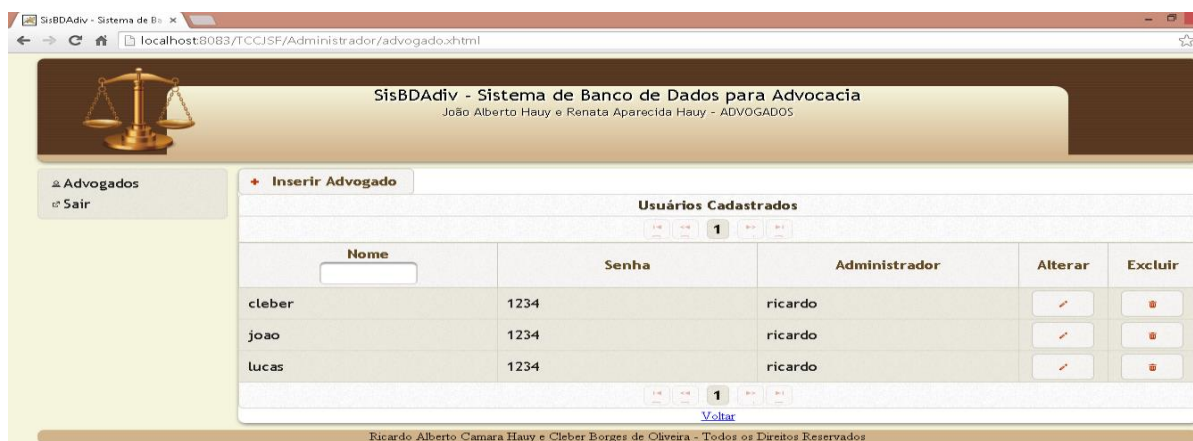 SisBDAdiv - Sistema de Ba
localhost:8083/TCCJSF/Administrador/advogado.xhtml
SisBDAdiv - Sistema de Banco de Dados para Advocacia
João Alberto Hauy e Renata Aparecida Hauy - ADVOGADOS
Advogados
Sair
Inserir Advogado
Usuários Cadastrados
1
Nome Senha Administrador Alterar Excluir
cleber 1234 ricardo
joao 1234 ricardo
lucas 1234 ricardo
1
Voltar
Ricardo Alberto Camara Hauy e Cleber Borges de Oliveira - Todos os Direitos Reservados